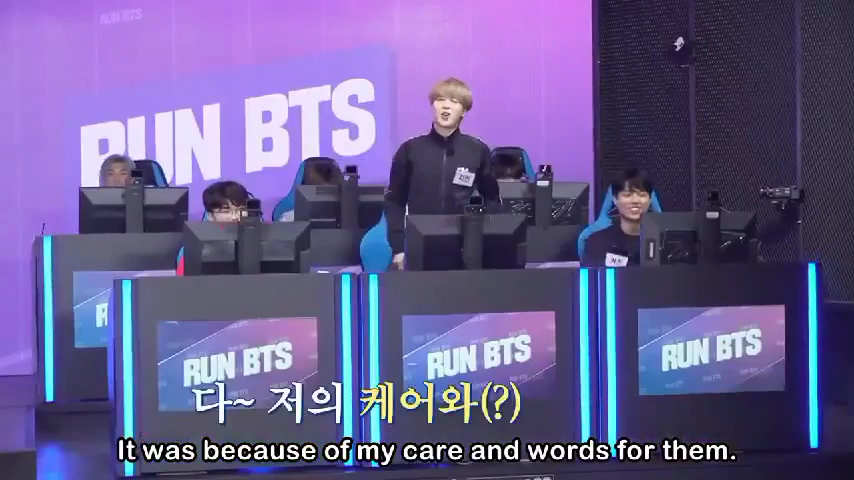 RUN BTS
RUN BTS
RUN BTS
RUN BTS
RUN BTS
다~ 저의 케어와(?)
It was because of my care and words for them.